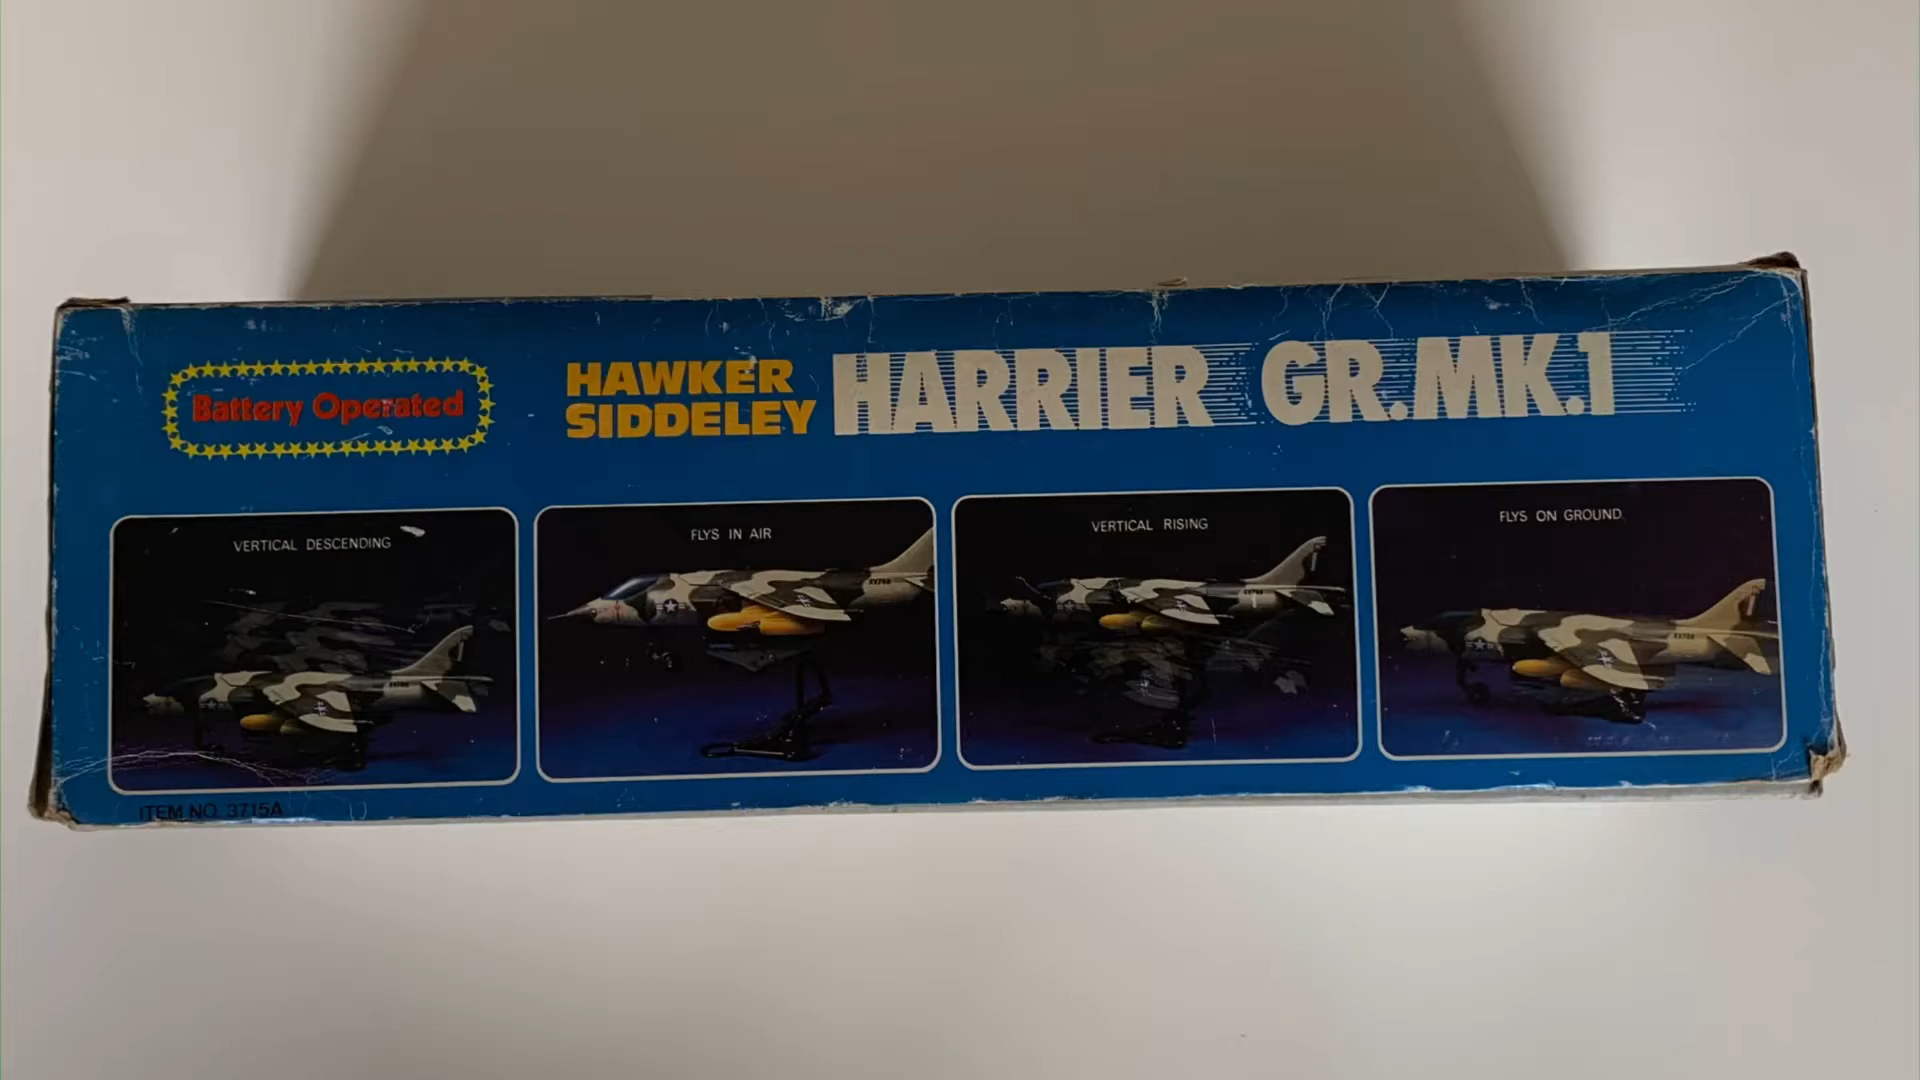 Battery Operated
HAWKER
SIDDELEY
HARRIER GR.MK.1
VERTICAL DESCENDING
FLYS IN AIR
VERTICAL RISING
FLYS ON GROUND
ITEM NO. 3715A